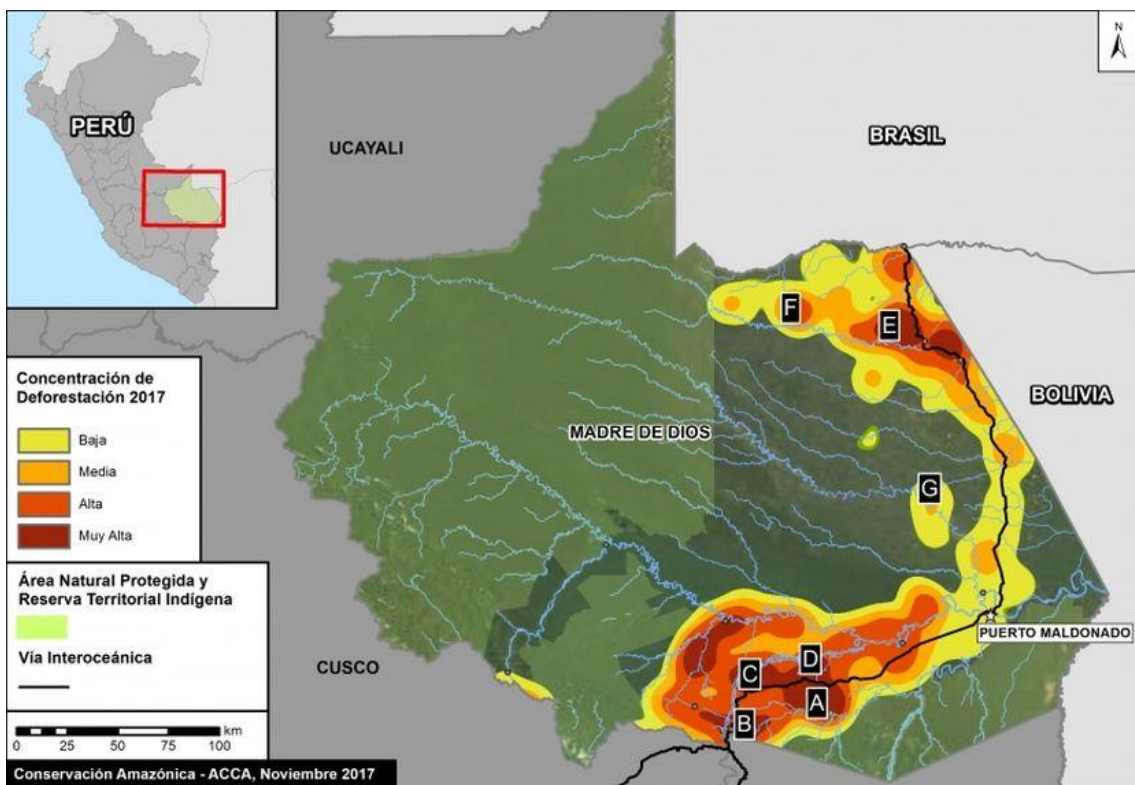 PERÚ
N
UCAYALI
BRASIL
BOLIVIA
MADRE DE DIOS
F
E
G
PUERTO MALDONADO
CUSCO
C
D
A
B
Concentración de
Deforestación 2017
Baja
Media
Alta
Muy Alta
Área Natural Protegida y
Reserva Territorial Indígena
Vía Interoceánica
km
0 25 50 75 100
Conservación Amazónica - ACCA, Noviembre 2017